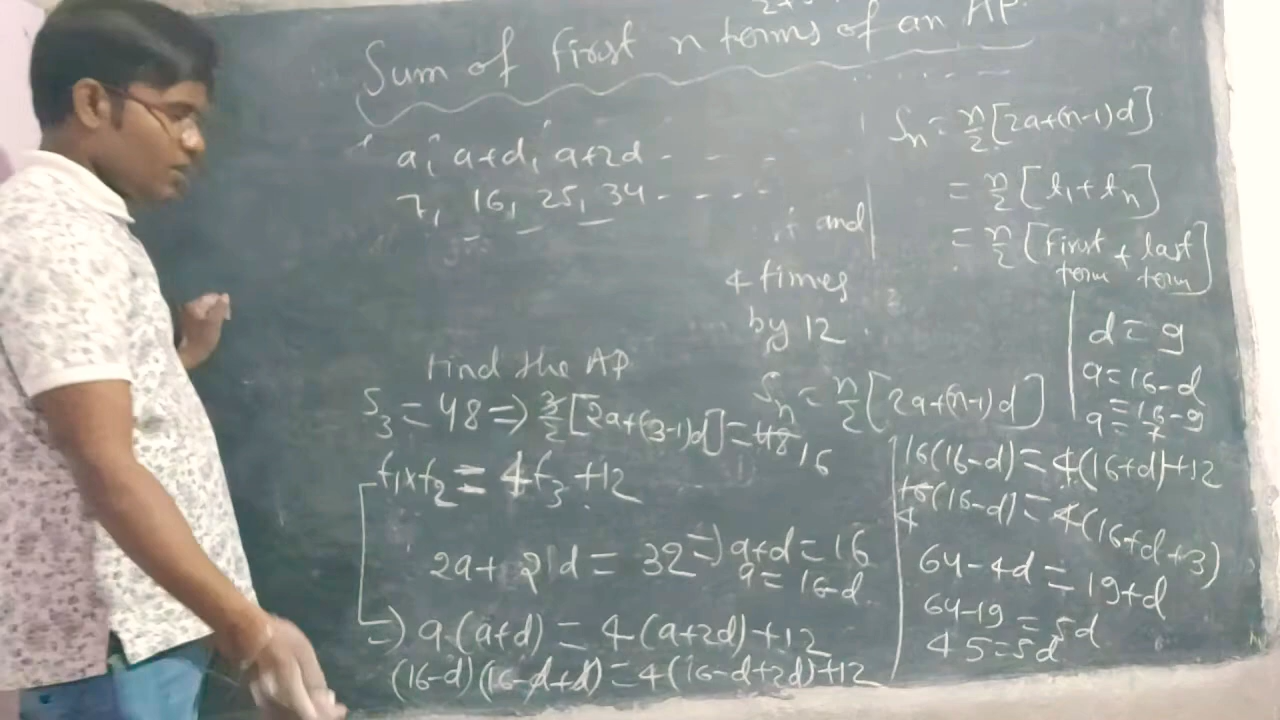 Sum of first n terms of an AP.
a, a+d, a+2d - - -
7, 16, 25, 34 - - - -
and
4 times
by 12
Find the AP
S3 = 48 => 3/2[2a+(3-1)d] = 48 16
t1×t2 = 4t3+12
2a+2d = 32 => a+d = 16
a = 16-d
=> a.(a+d) = 4(a+2d)+12
(16-d)(16-d+d) = 4(16-d+2d)+12
Sn = n/2[2a+(n-1)d]
= n/2[t1+tn]
= n/2[first term + last term]
Sn = n/2[2a+(n-1)d]
d = 9
a = 16-d
a = 16-9
= 7
16(16-d) = 4(16+d)+12
16(16-d) = 4(16+d+3)
4
64-4d = 19+d
64-19 = 5d
45 = 5d